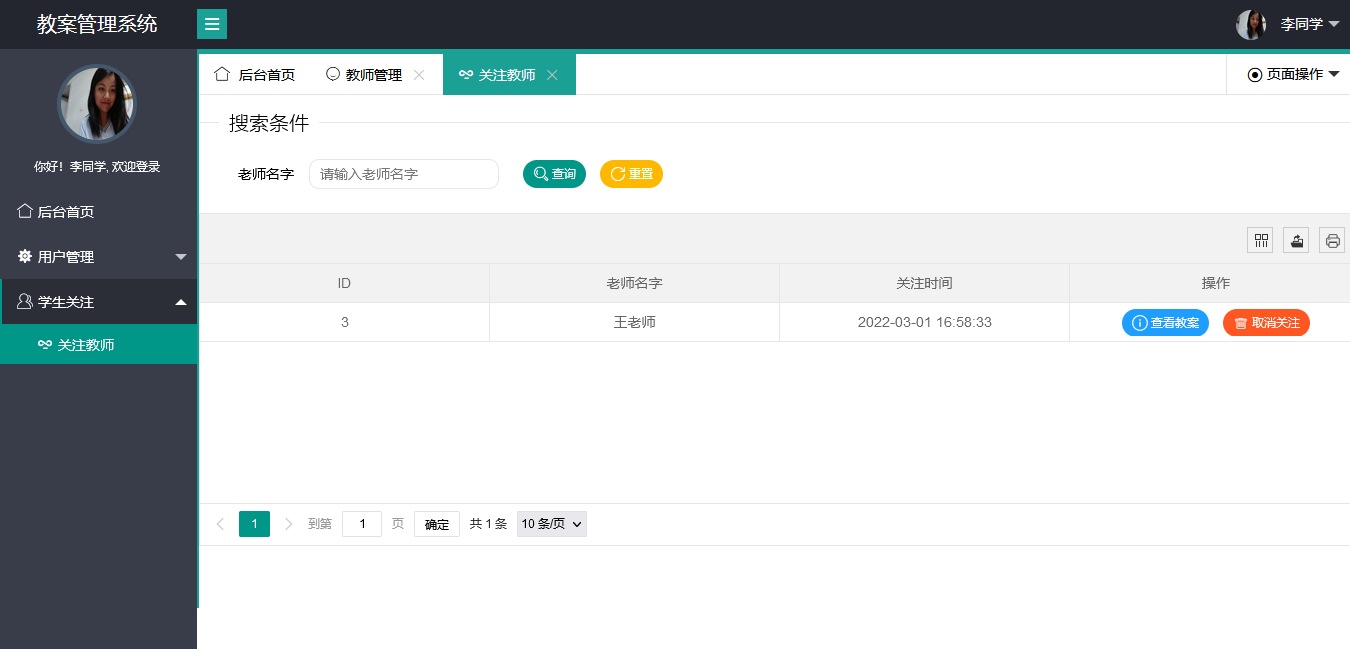 教案管理系统
李同学
你好！李同学, 欢迎登录
后台首页
用户管理
学生关注
关注教师
后台首页 教师管理 关注教师 页面操作
搜索条件
老师名字 请输入老师名字 查询 重置
ID 老师名字 关注时间 操作
3 王老师 2022-03-01 16:58:33 查看教案 取消关注
1 到第 1 页 确定 共 1 条 10 条/页